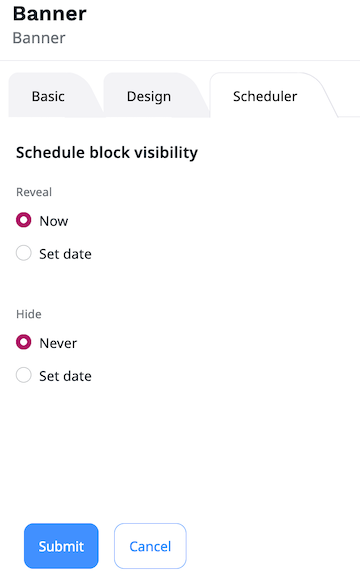 Banner
Banner
Basic Design Scheduler
Schedule block visibility
Reveal
Now
Set date
Hide
Never
Set date
Submit Cancel